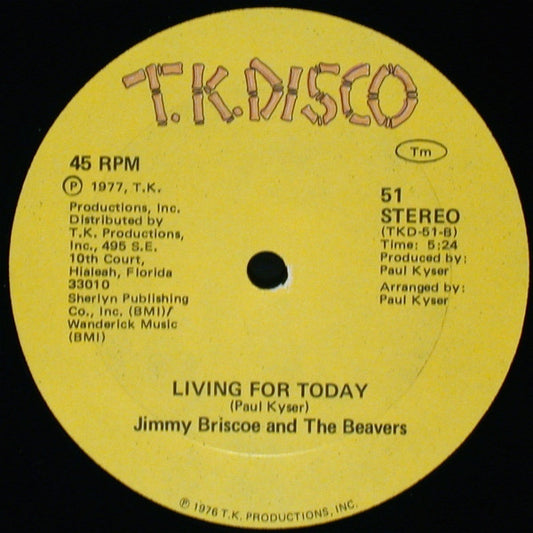 T.K.DISCO
Tm
45 RPM
Ⓟ 1977, T.K.
Productions, Inc.
Distributed by
T.K. Productions,
Inc., 495 S.E.
10th Court,
Hialeah, Florida
33010
Sherlyn Publishing
Co., Inc. (BMI)/
Wanderick Music
(BMI)
51
STEREO
(TKD-51-B)
Time: 5:24
Produced by:
Paul Kyser
Arranged by:
Paul Kyser
LIVING FOR TODAY
(Paul Kyser)
Jimmy Briscoe and The Beavers
Ⓟ 1976 T.K. PRODUCTIONS, INC.